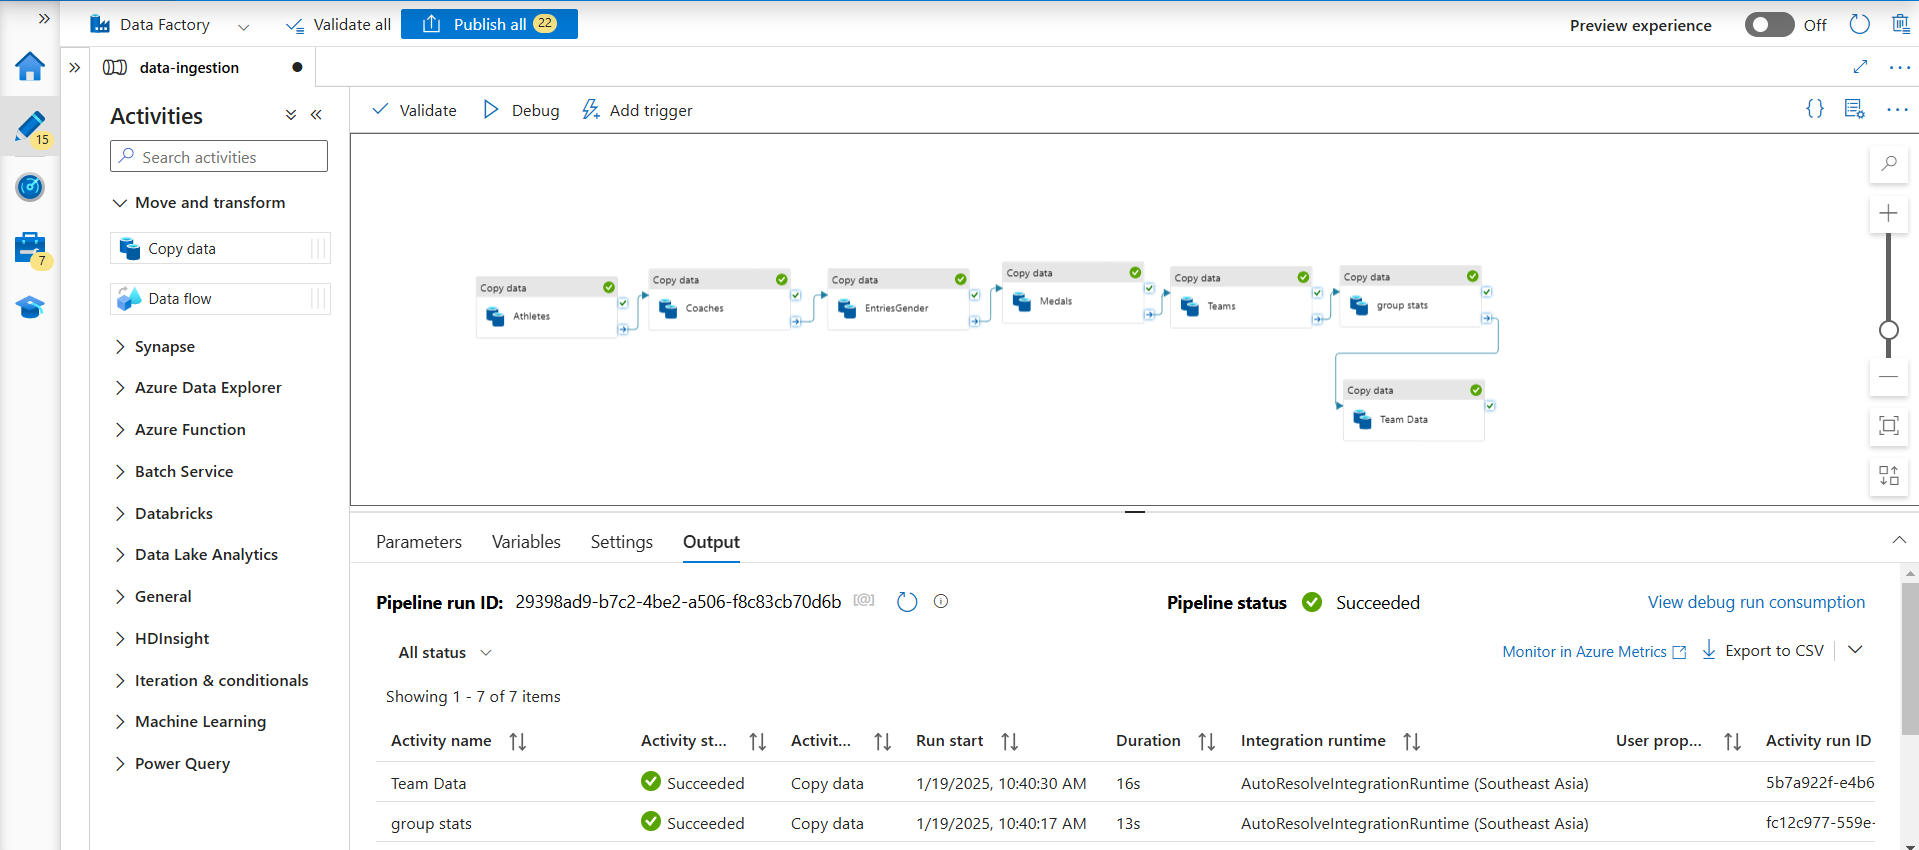 Data Factory
Validate all
Publish all 22
Preview experience
Off
data-ingestion
15
7
Activities
Search activities
Move and transform
Copy data
Data flow
Synapse
Azure Data Explorer
Azure Function
Batch Service
Databricks
Data Lake Analytics
General
HDInsight
Iteration & conditionals
Machine Learning
Power Query
Validate
Debug
Add trigger
Copy data
Athletes
Copy data
Coaches
Copy data
EntriesGender
Copy data
Medals
Copy data
Teams
Copy data
group stats
Copy data
Team Data
Parameters Variables Settings Output
Pipeline run ID: 29398ad9-b7c2-4be2-a506-f8c83cb70d6b [@]
Pipeline status Succeeded
View debug run consumption
All status
Monitor in Azure Metrics
Export to CSV
Showing 1 - 7 of 7 items
Activity name Activity st... Activit... Run start Duration Integration runtime User prop... Activity run ID
Team Data Succeeded Copy data 1/19/2025, 10:40:30 AM 16s AutoResolveIntegrationRuntime (Southeast Asia) 5b7a922f-e4b6
group stats Succeeded Copy data 1/19/2025, 10:40:17 AM 13s AutoResolveIntegrationRuntime (Southeast Asia) fc12c977-559e-